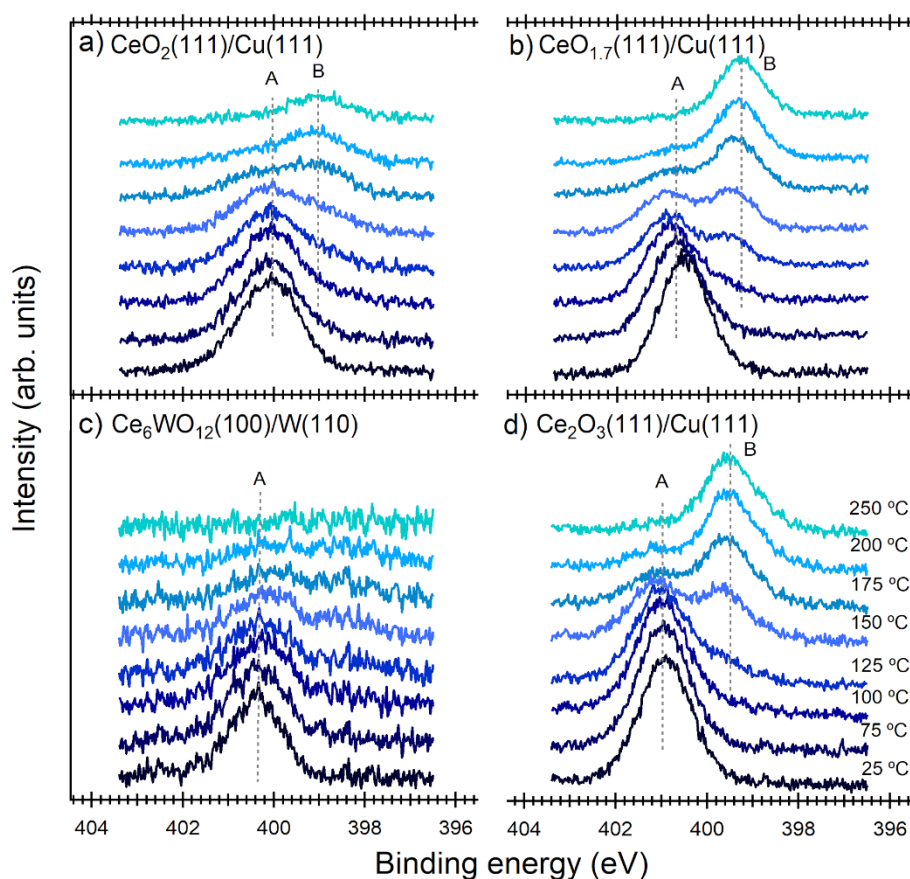 a) CeO₂(111)/Cu(111)
A
B
b) CeO₁.₇(111)/Cu(111)
A
B
c) Ce₆WO₁₂(100)/W(110)
A
d) Ce₂O₃(111)/Cu(111)
A
B
250 ºC
200 ºC
175 ºC
150 ºC
125 ºC
100 ºC
75 ºC
25 ºC
Intensity (arb. units)
404 402 400 398 396
404 402 400 398 396
Binding energy (eV)